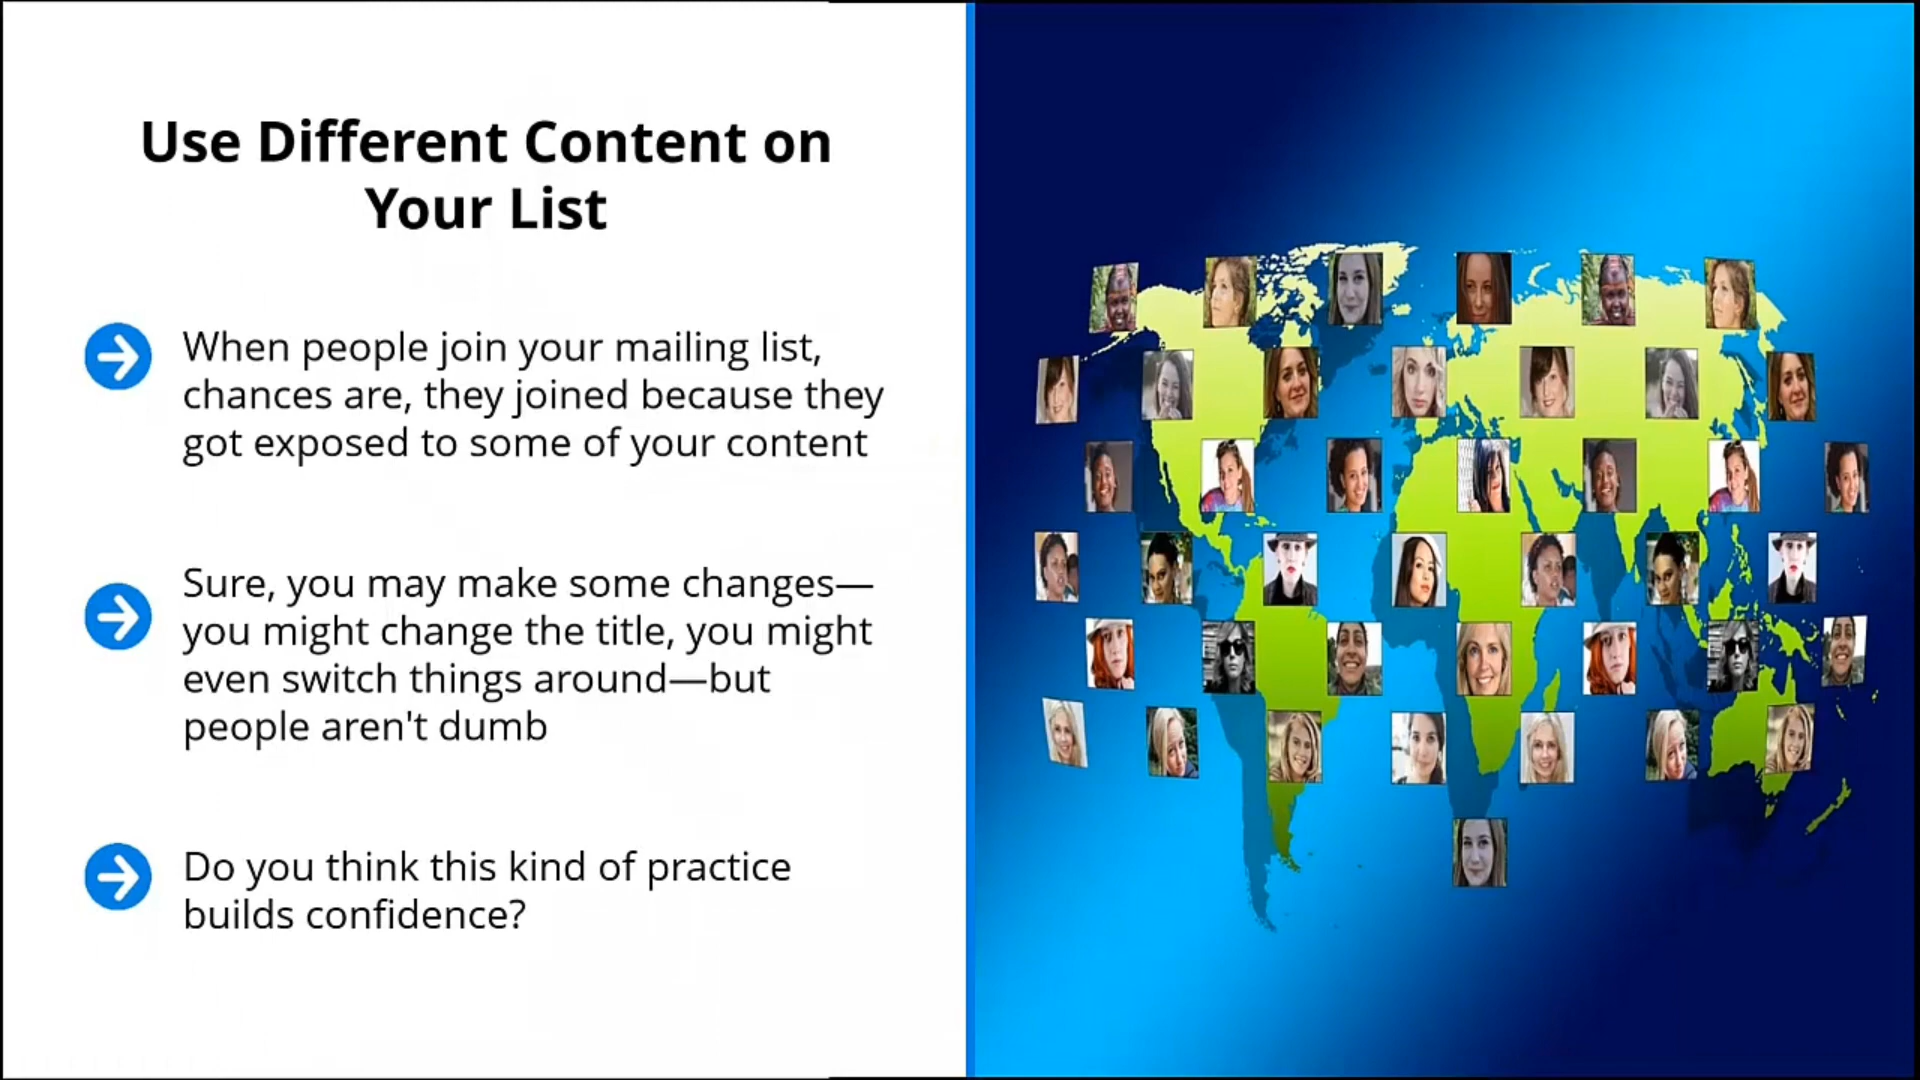 Use Different Content on
Your List
When people join your mailing list,
chances are, they joined because they
got exposed to some of your content
Sure, you may make some changes—
you might change the title, you might
even switch things around—but
people aren't dumb
Do you think this kind of practice
builds confidence?